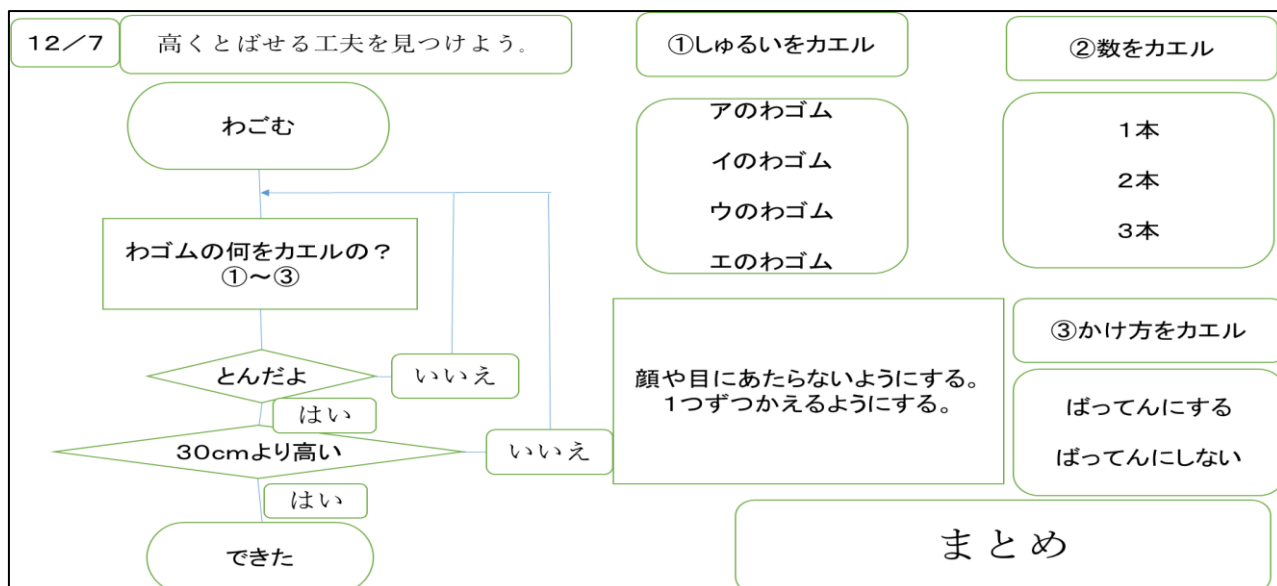 12／7
高くとばせる工夫を見つけよう。
わごむ
わゴムの何をカエルの？
①～③
とんだよ
いいえ
はい
30cmより高い
いいえ
はい
できた
①しゅるいをカエル
アのわゴム
イのわゴム
ウのわゴム
エのわゴム
②数をカエル
1本
2本
3本
顔や目にあたらないようにする。
1つずつかえるようにする。
③かけ方をカエル
ばってんにする
ばってんにしない
まとめ